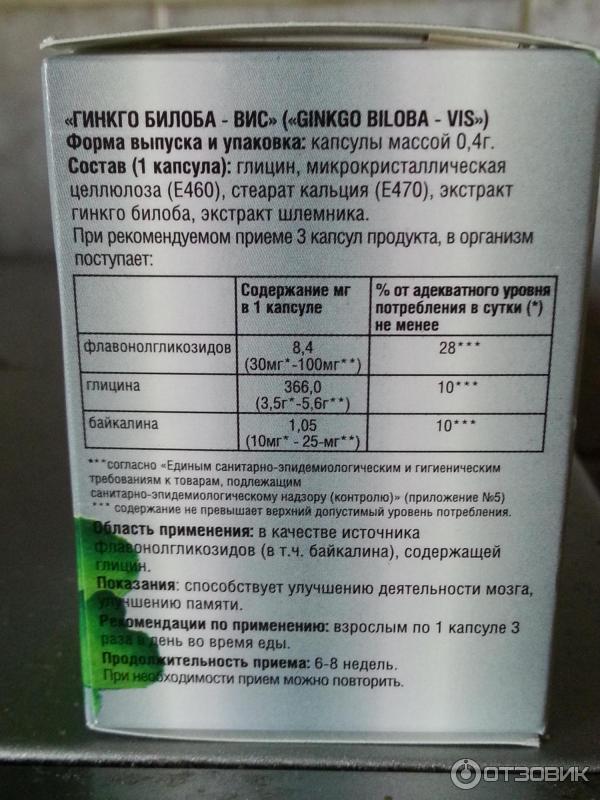 «ГИНКГО БИЛОБА - ВИС» («GINKGO BILOBA - VIS»)
Форма выпуска и упаковка: капсулы массой 0,4г.
Состав (1 капсула): глицин, микрокристаллическая
целлюлоза (Е460), стеарат кальция (Е470), экстракт
гинкго билоба, экстракт шлемника.
При рекомендуемом приеме 3 капсул продукта, в организм
поступает:
Содержание мг
в 1 капсуле
% от адекватного уровня
потребления в сутки (*)
не менее
флавонолгликозидов
8,4
(30мг*-100мг**)
28***
глицина
366,0
(3,5г*-5,6г**)
10***
байкалина
1,05
(10мг* - 25-мг**)
10***
***согласно «Единым санитарно-эпидемиологическим и гигиеническим
требованиям к товарам, подлежащим
санитарно-эпидемиологическому надзору (контролю)» (приложение №5)
*** содержание не превышает верхний допустимый уровень потребления.
Область применения: в качестве источника
флавонолгликозидов (в т.ч. байкалина), содержащей
глицин.
Показания: способствует улучшению деятельности мозга,
улучшению памяти.
Рекомендации по применению: взрослым по 1 капсуле 3
раза в день во время еды.
Продолжительность приема: 6-8 недель.
При необходимости прием можно повторить.
ОТЗОВИК